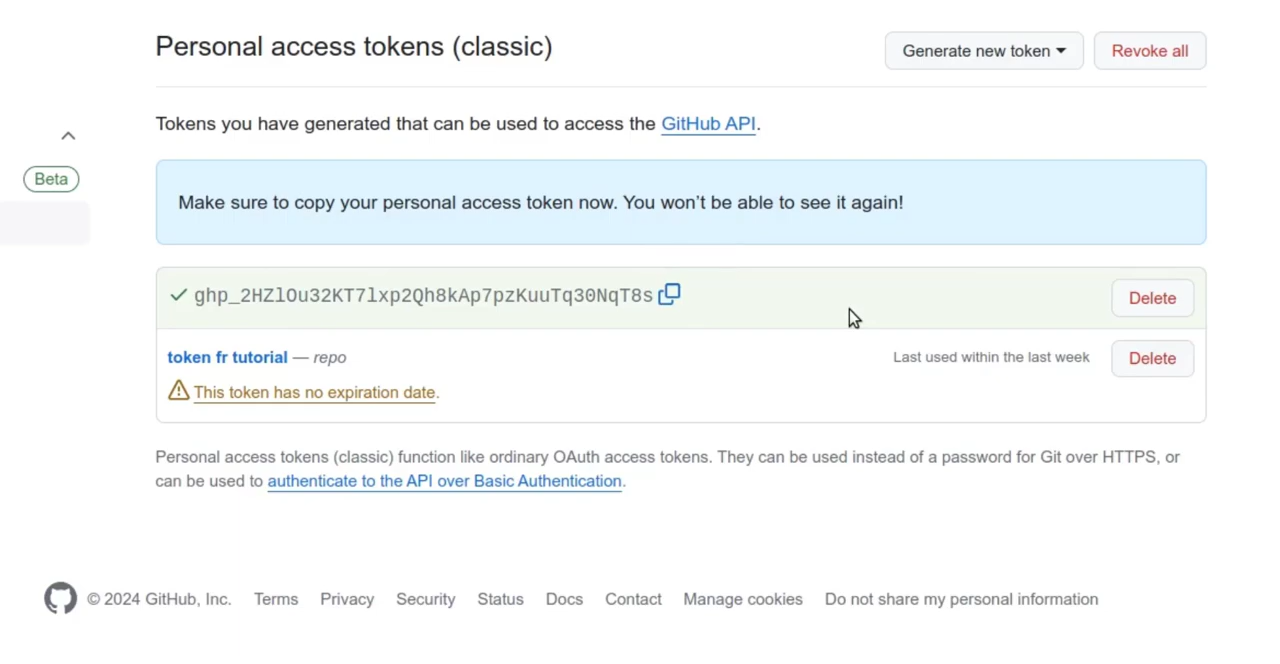 Personal access tokens (classic)
Generate new token
Revoke all
Tokens you have generated that can be used to access the GitHub API.
Beta
Make sure to copy your personal access token now. You won’t be able to see it again!
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
Delete
token fr tutorial — repo
Last used within the last week
Delete
This token has no expiration date.
Personal access tokens (classic) function like ordinary OAuth access tokens. They can be used instead of a password for Git over HTTPS, or
can be used to authenticate to the API over Basic Authentication.
© 2024 GitHub, Inc. Terms Privacy Security Status Docs Contact Manage cookies Do not share my personal information